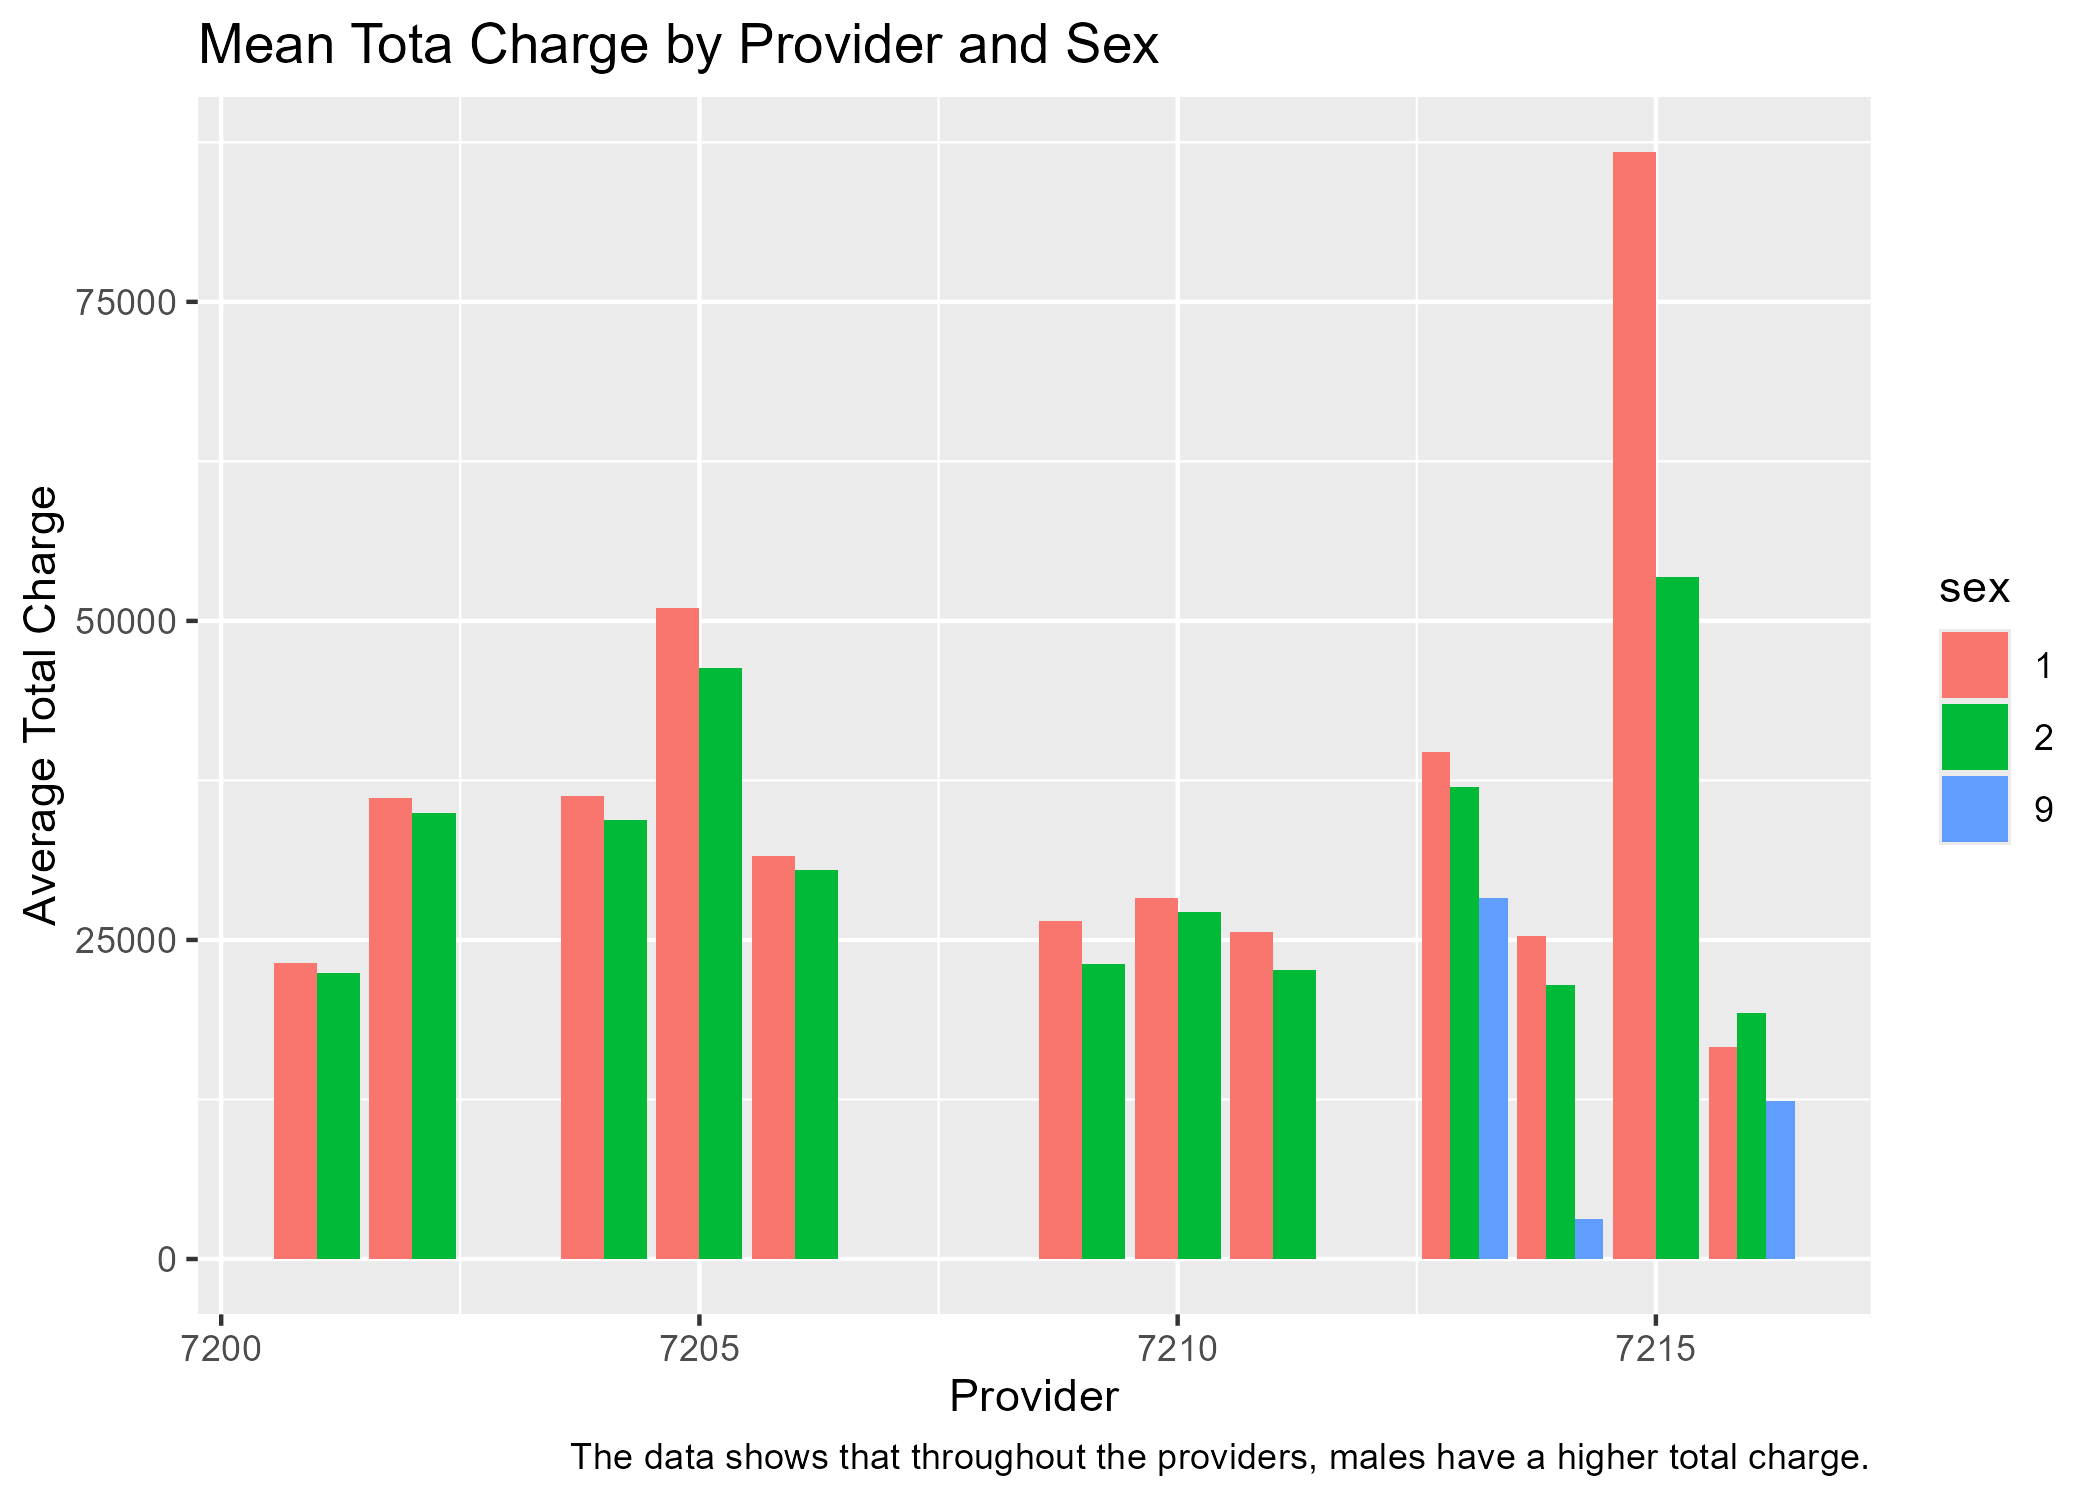 Mean Tota Charge by Provider and Sex
Average Total Charge
75000
50000
25000
0
7200 7205 7210 7215
Provider
sex
1
2
9
The data shows that throughout the providers, males have a higher total charge.